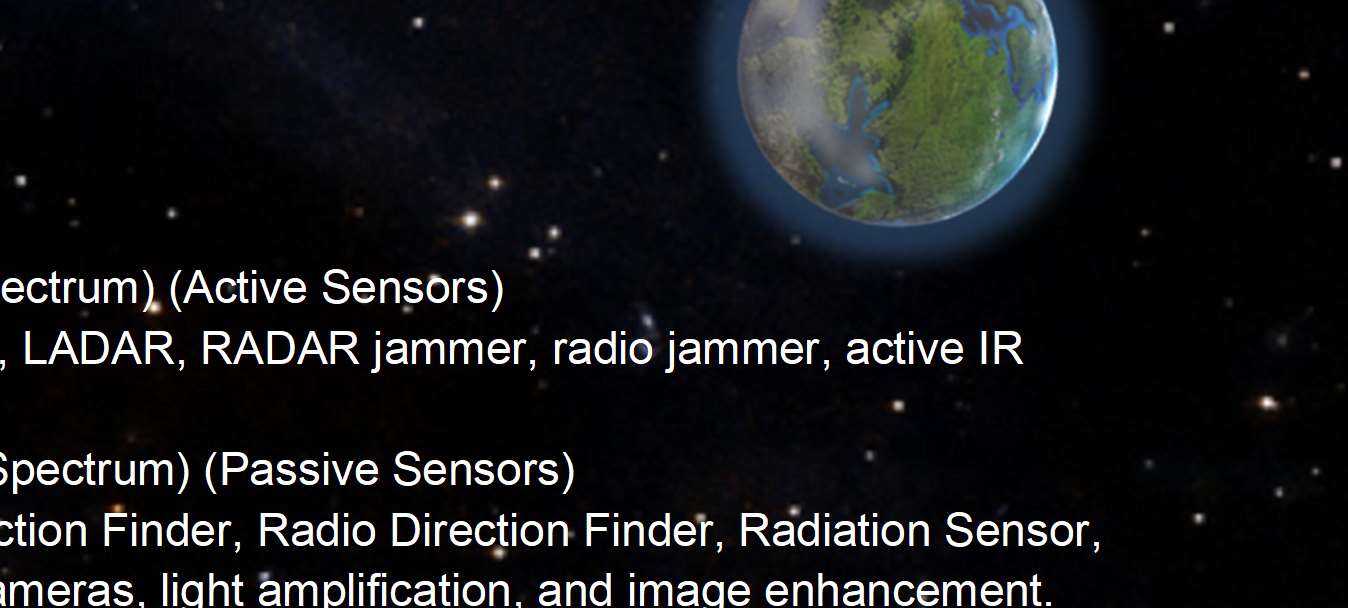 ectrum) (Active Sensors)
, LADAR, RADAR jammer, radio jammer, active IR
Spectrum) (Passive Sensors)
ction Finder, Radio Direction Finder, Radiation Sensor,
ameras, light amplification, and image enhancement.